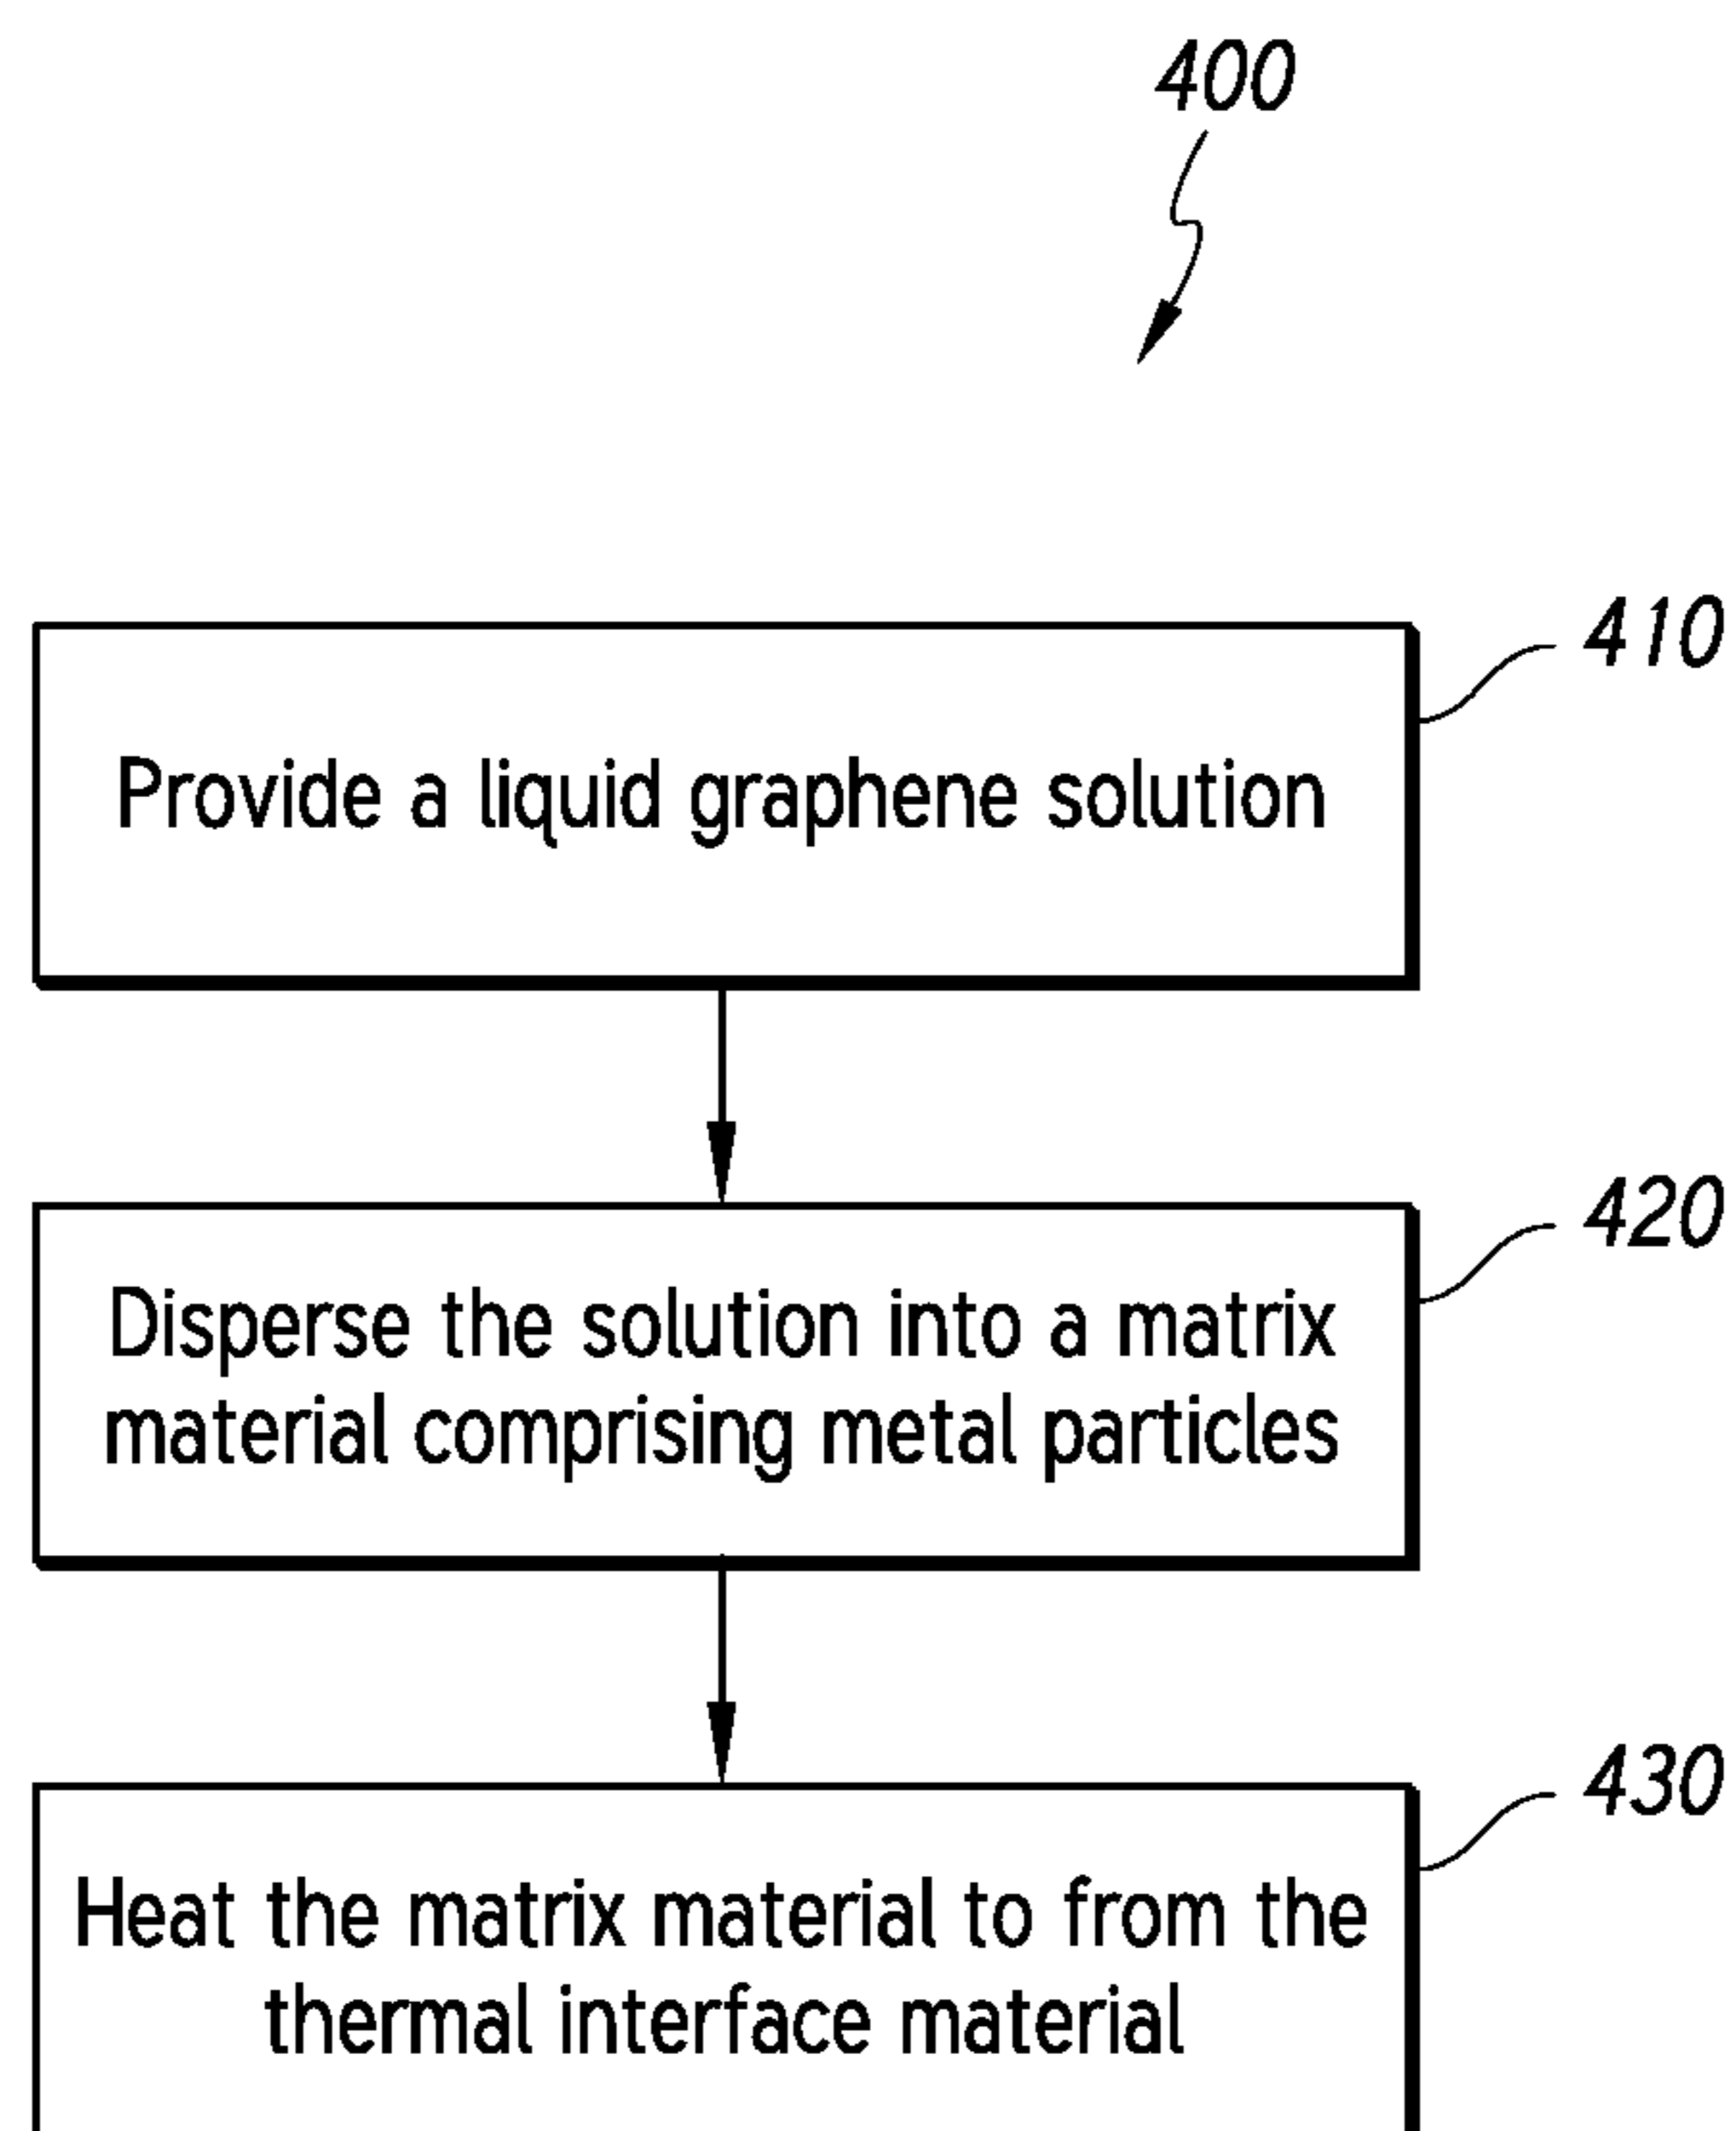 400
410
Provide a liquid graphene solution
420
Disperse the solution into a matrix
material comprising metal particles
430
Heat the matrix material to from the
thermal interface material